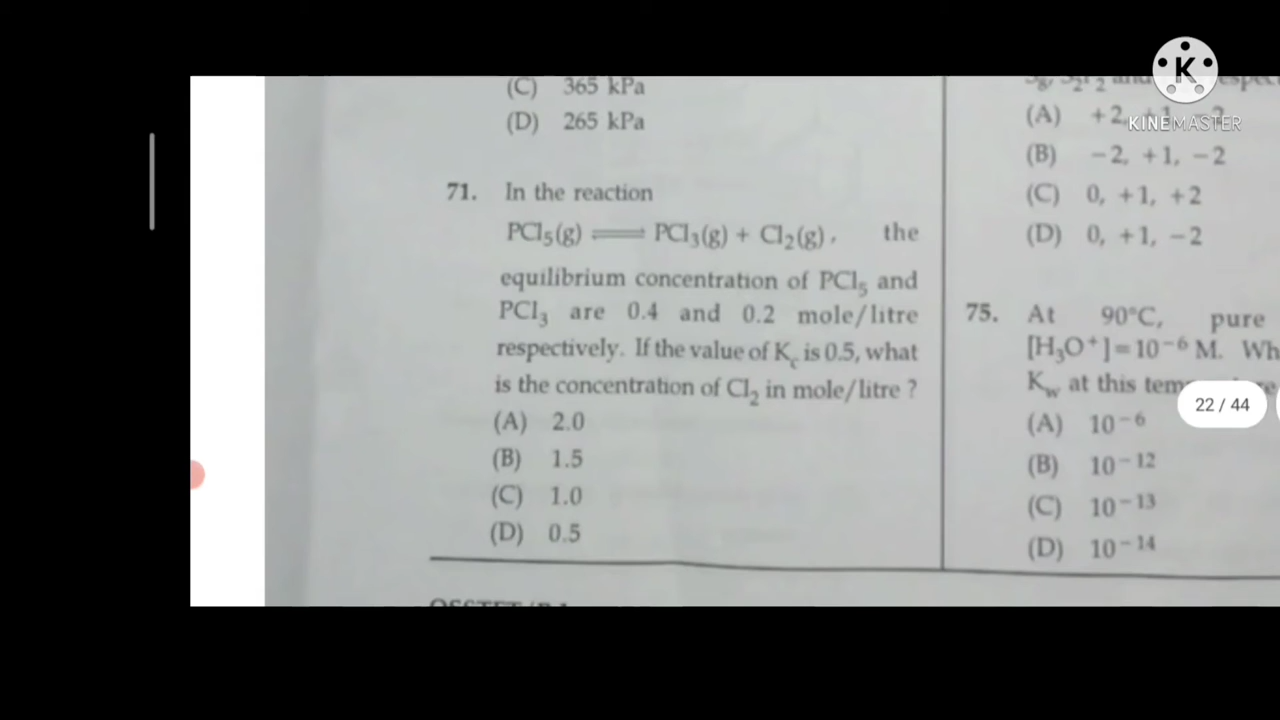 (C) 365 kPa
(D) 265 kPa
71. In the reaction
PCl₅(g) ⇌ PCl₃(g) + Cl₂(g), the
equilibrium concentration of PCl₅ and
PCl₃ are 0.4 and 0.2 mole/litre
respectively. If the value of K꜀ is 0.5, what
is the concentration of Cl₂ in mole/litre ?
(A) 2.0
(B) 1.5
(C) 1.0
(D) 0.5
(A) +2,
(B) −2, +1, −2
(C) 0, +1, +2
(D) 0, +1, −2
75. At 90°C, pure
[H₃O⁺]=10⁻⁶ M. Wh
K_w at this tem
(A) 10⁻⁶
(B) 10⁻¹²
(C) 10⁻¹³
(D) 10⁻¹⁴
K
KINEMASTER
22 / 44